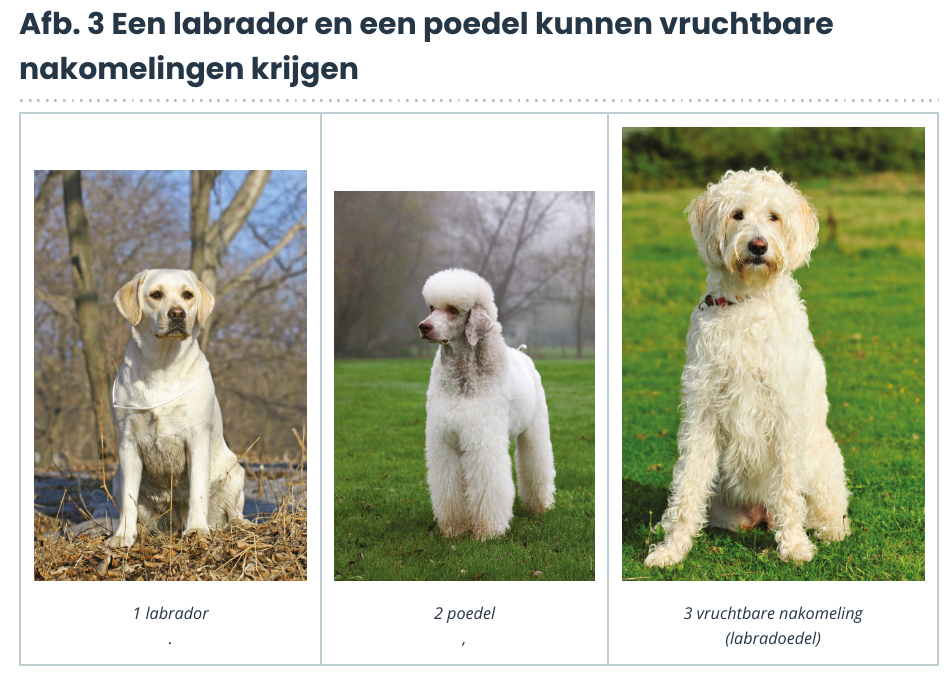 Afb. 3 Een labrador en een poedel kunnen vruchtbare
nakomelingen krijgen
1 labrador
.
2 poedel
,
3 vruchtbare nakomeling
(labradoedel)